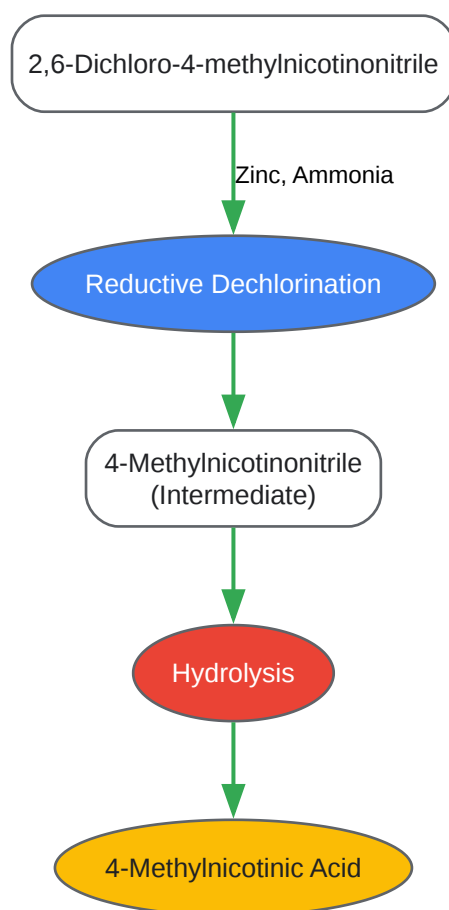 2,6-Dichloro-4-methylnicotinonitrile
Zinc, Ammonia
Reductive Dechlorination
4-Methylnicotinonitrile
(Intermediate)
Hydrolysis
4-Methylnicotinic Acid